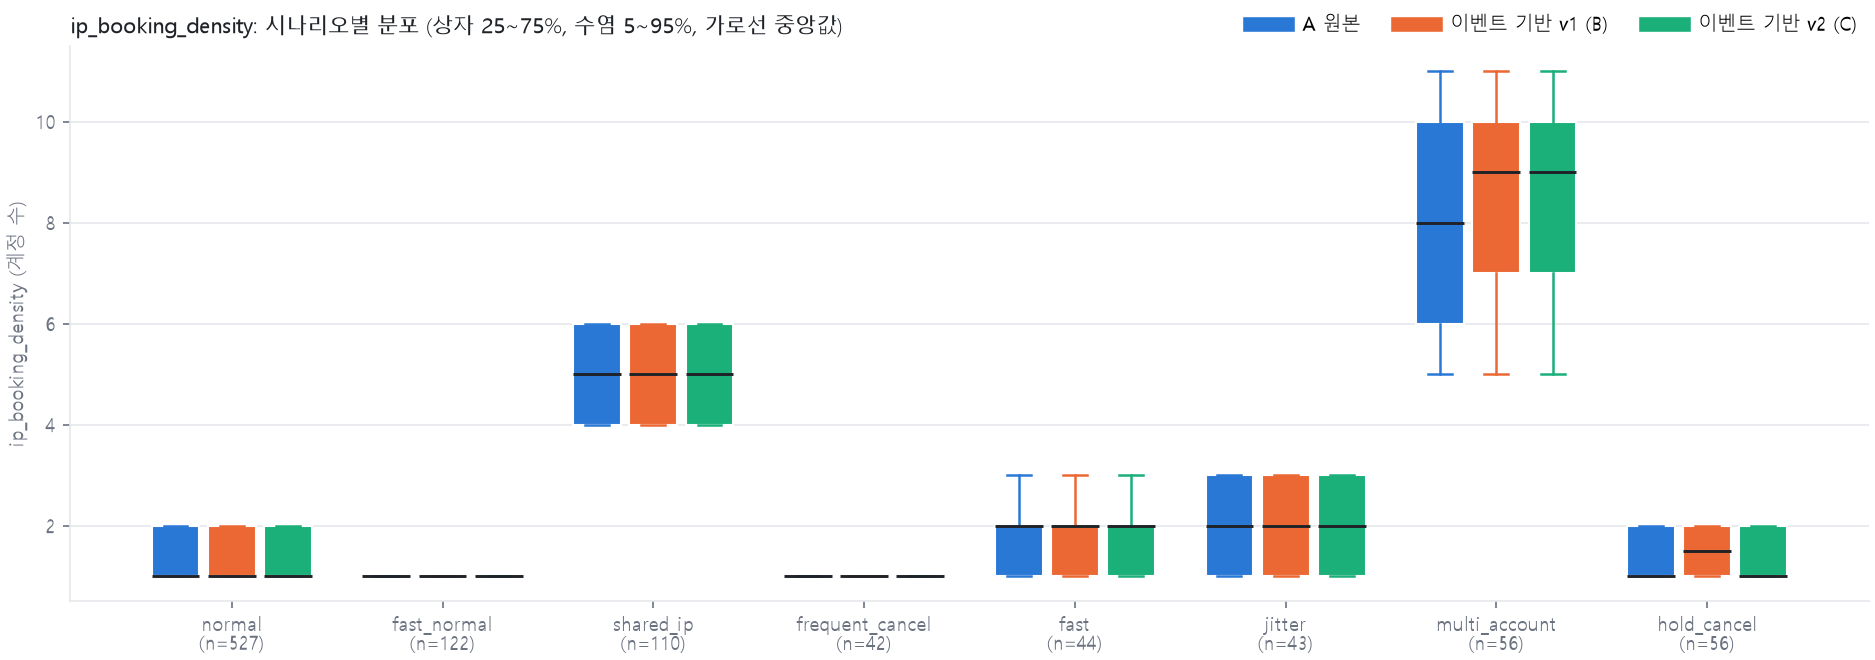 ip_booking_density: 시나리오별 분포 (상자 25~75%, 수염 5~95%, 가로선 중앙값)
A 원본
이벤트 기반 v1 (B)
이벤트 기반 v2 (C)
ip_booking_density (계정 수)
10
8
6
4
2
normal
(n=527)
fast_normal
(n=122)
shared_ip
(n=110)
frequent_cancel
(n=42)
fast
(n=44)
jitter
(n=43)
multi_account
(n=56)
hold_cancel
(n=56)